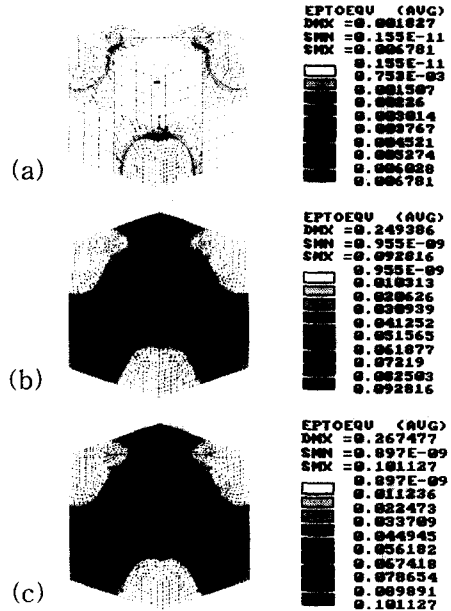 EPTOEQV (AVG)
DMX =0.001827
SMN =0.155E-11
SMX =0.006781
0.155E-11
0.753E-03
0.001507
0.00226
0.003014
0.003767
0.004521
0.005274
0.006028
0.006781
(a)
EPTOEQV (AVG)
DMX =0.249386
SMN =0.955E-09
SMX =0.092816
0.955E-09
0.010313
0.020626
0.030939
0.041252
0.051565
0.061877
0.07219
0.082503
0.092816
(b)
EPTOEQV (AVG)
DMX =0.267477
SMN =0.897E-09
SMX =0.101127
0.897E-09
0.011236
0.022473
0.033709
0.044945
0.056182
0.067418
0.078654
0.089891
0.101127
(c)